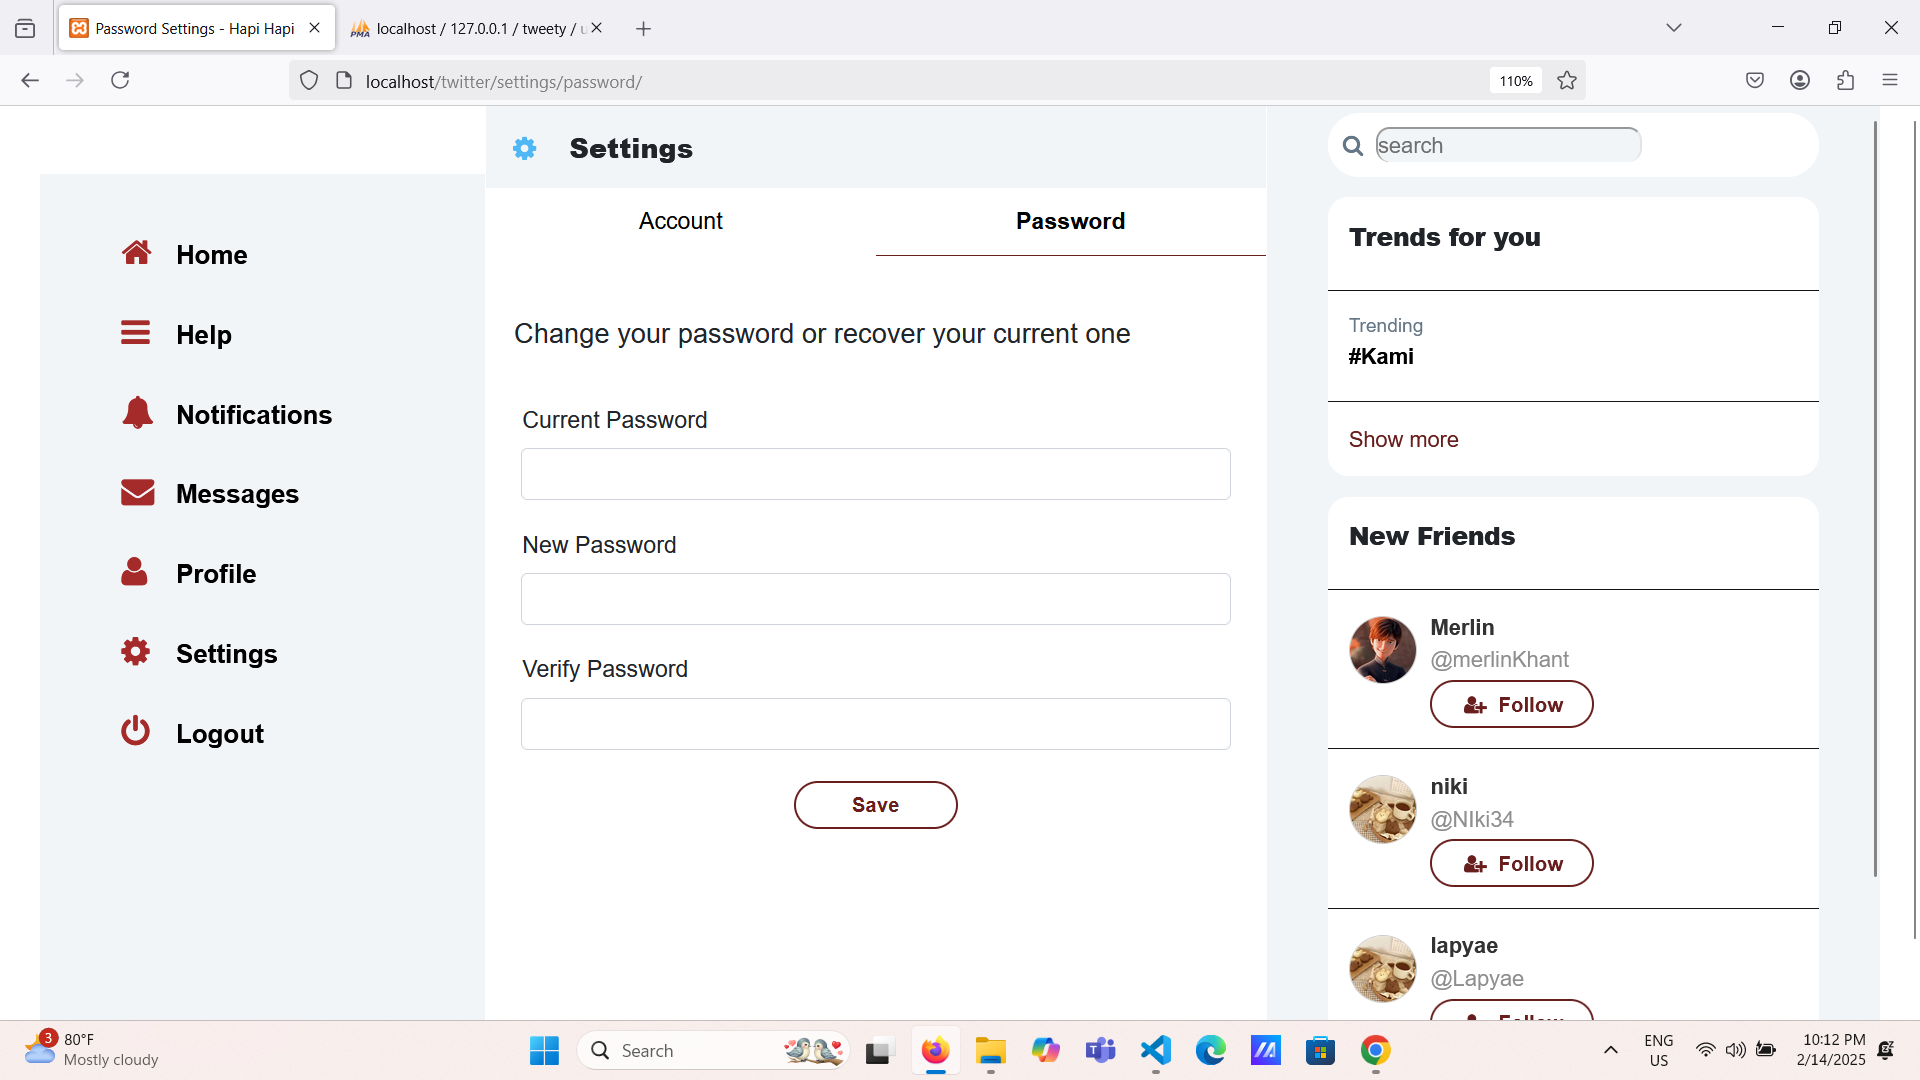 Password Settings - Hapi Hapi
localhost / 127.0.0.1 / tweety / u
localhost/twitter/settings/password/
110%
Settings
Account
Password
Change your password or recover your current one
Current Password
New Password
Verify Password
Save
Home
Help
Notifications
Messages
Profile
Settings
Logout
search
Trends for you
Trending
#Kami
Show more
New Friends
Merlin
@merlinKhant
Follow
niki
@NIki34
Follow
lapyae
@Lapyae
Follow
3
80°F
Mostly cloudy
Search
ENG
US
10:12 PM
2/14/2025